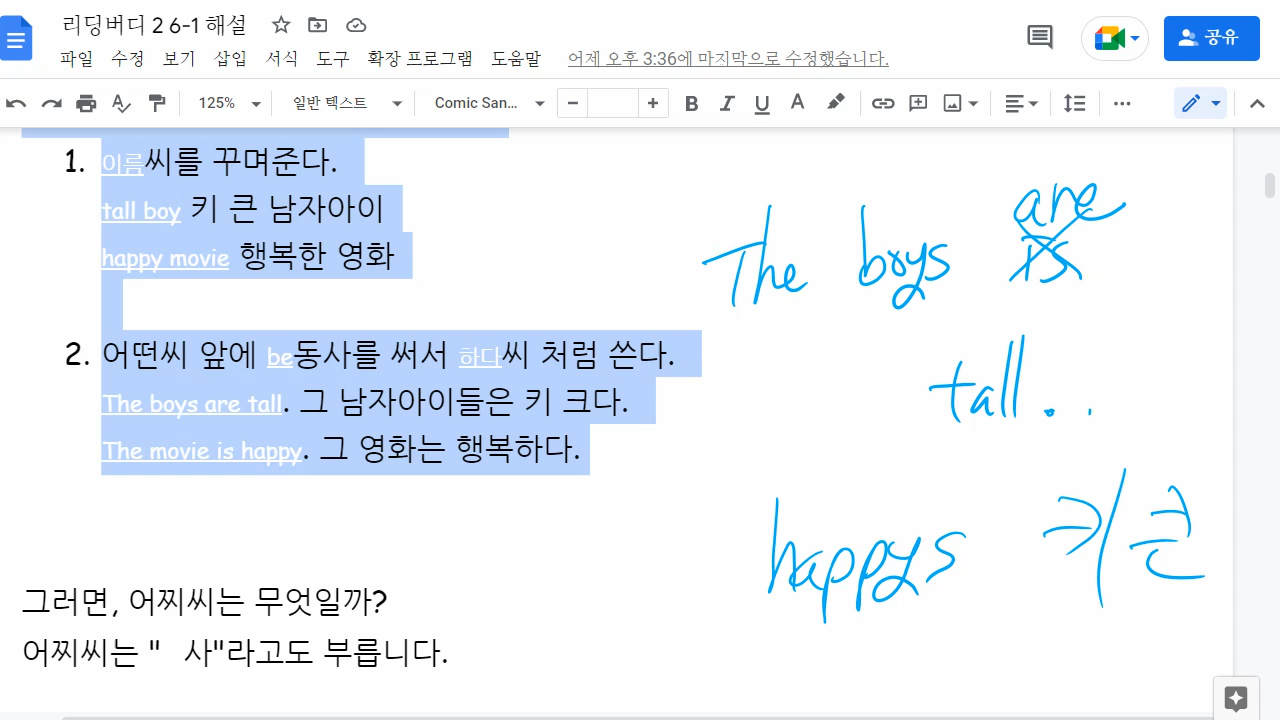 리딩버디 2 6-1 해설
파일 수정 보기 삽입 서식 도구 확장 프로그램 도움말 어제 오후 3:36에 마지막으로 수정했습니다.
공유
125% 일반 텍스트 Comic San... − + B I U A
1. 이름씨를 꾸며준다.
tall boy 키 큰 남자아이
happy movie 행복한 영화
2. 어떤씨 앞에 be동사를 써서 하다씨 처럼 쓴다.
The boys are tall. 그 남자아이들은 키 크다.
The movie is happy. 그 영화는 행복하다.
그러면, 어찌씨는 무엇일까?
어찌씨는 " 사"라고도 부릅니다.
are
The boys is
tall..
happys 키 큰